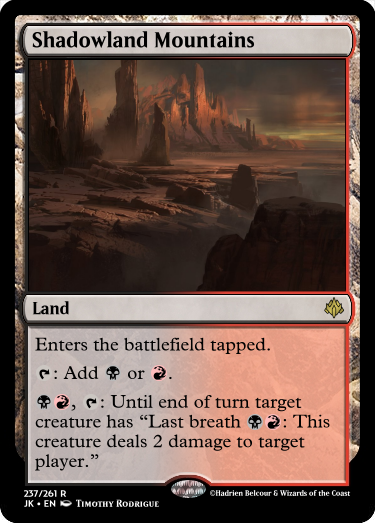 Shadowland Mountains
Land
Enters the battlefield tapped.
: Add or .
, : Until end of turn target
creature has “Last breath : This
creature deals 2 damage to target
player.”
237/261 R
JK • EN Timothy Rodrigue
©Hadrien Belcour & Wizards of the Coast